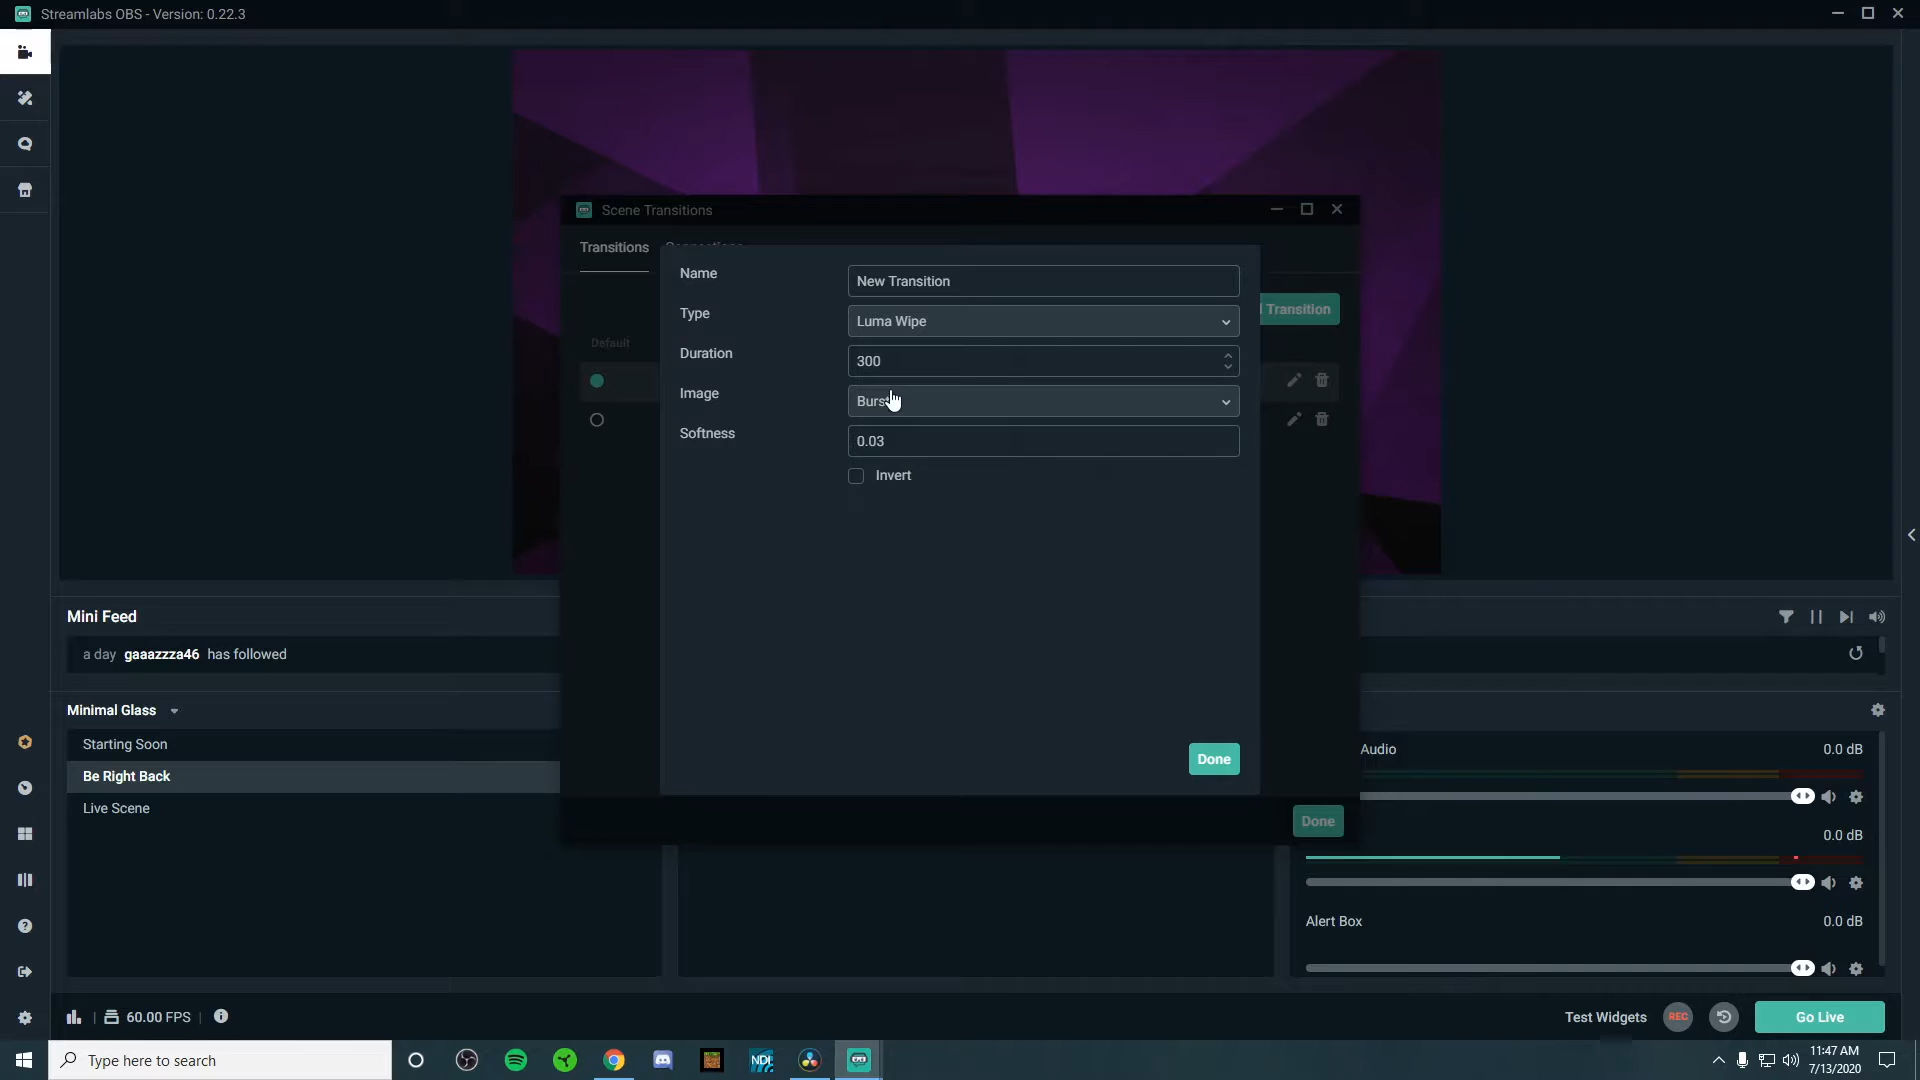 Streamlabs OBS - Version: 0.22.3
Scene Transitions
Transitions
Name
New Transition
Type
Luma Wipe
Transition
Default
Duration
300
Image
Softness
0.03
Invert
Done
Done
Mini Feed
a day gaaazzza46 has followed
Minimal Glass
Starting Soon
Be Right Back
Live Scene
Audio
0.0 dB
0.0 dB
Alert Box
0.0 dB
60.00 FPS
Test Widgets
REC
Go Live
Type here to search
NDI
11:47 AM
7/13/2020